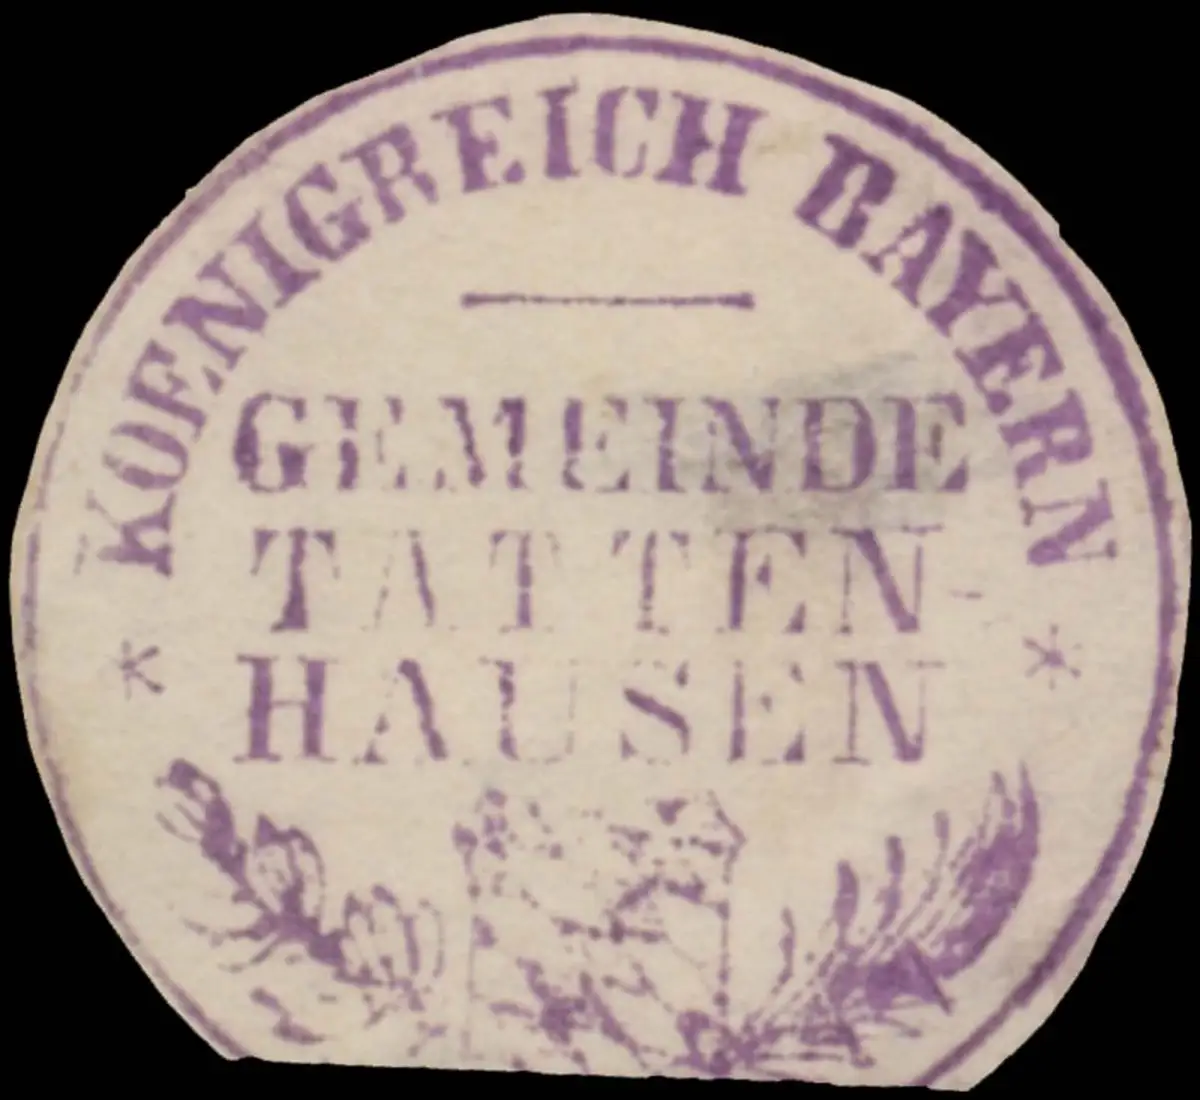 KOENIGREICH BAYERN
GEMEINDE
TATTEN-
HAUSEN